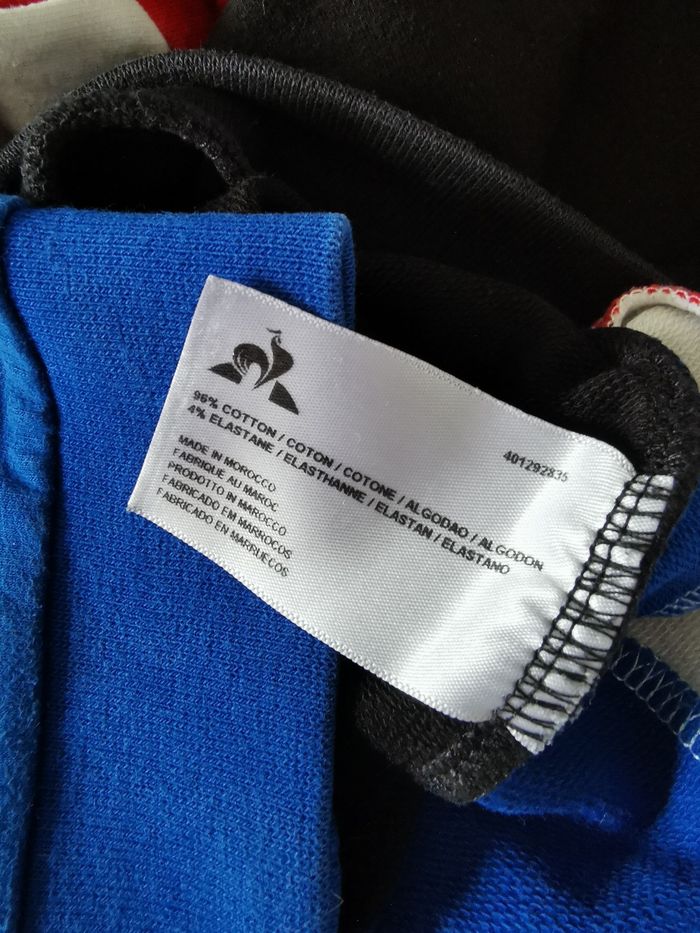 401292835
96% COTTON / COTON / COTONE / ALGODAO / ALGODON
4% ELASTANE / ELASTHANNE / ELASTAN / ELASTANO
MADE IN MOROCCO
FABRIQUE AU MAROC
PRODOTTO IN MAROCCO
FABRICADO EM MARROCOS
FABRICADO EN MARRUECOS